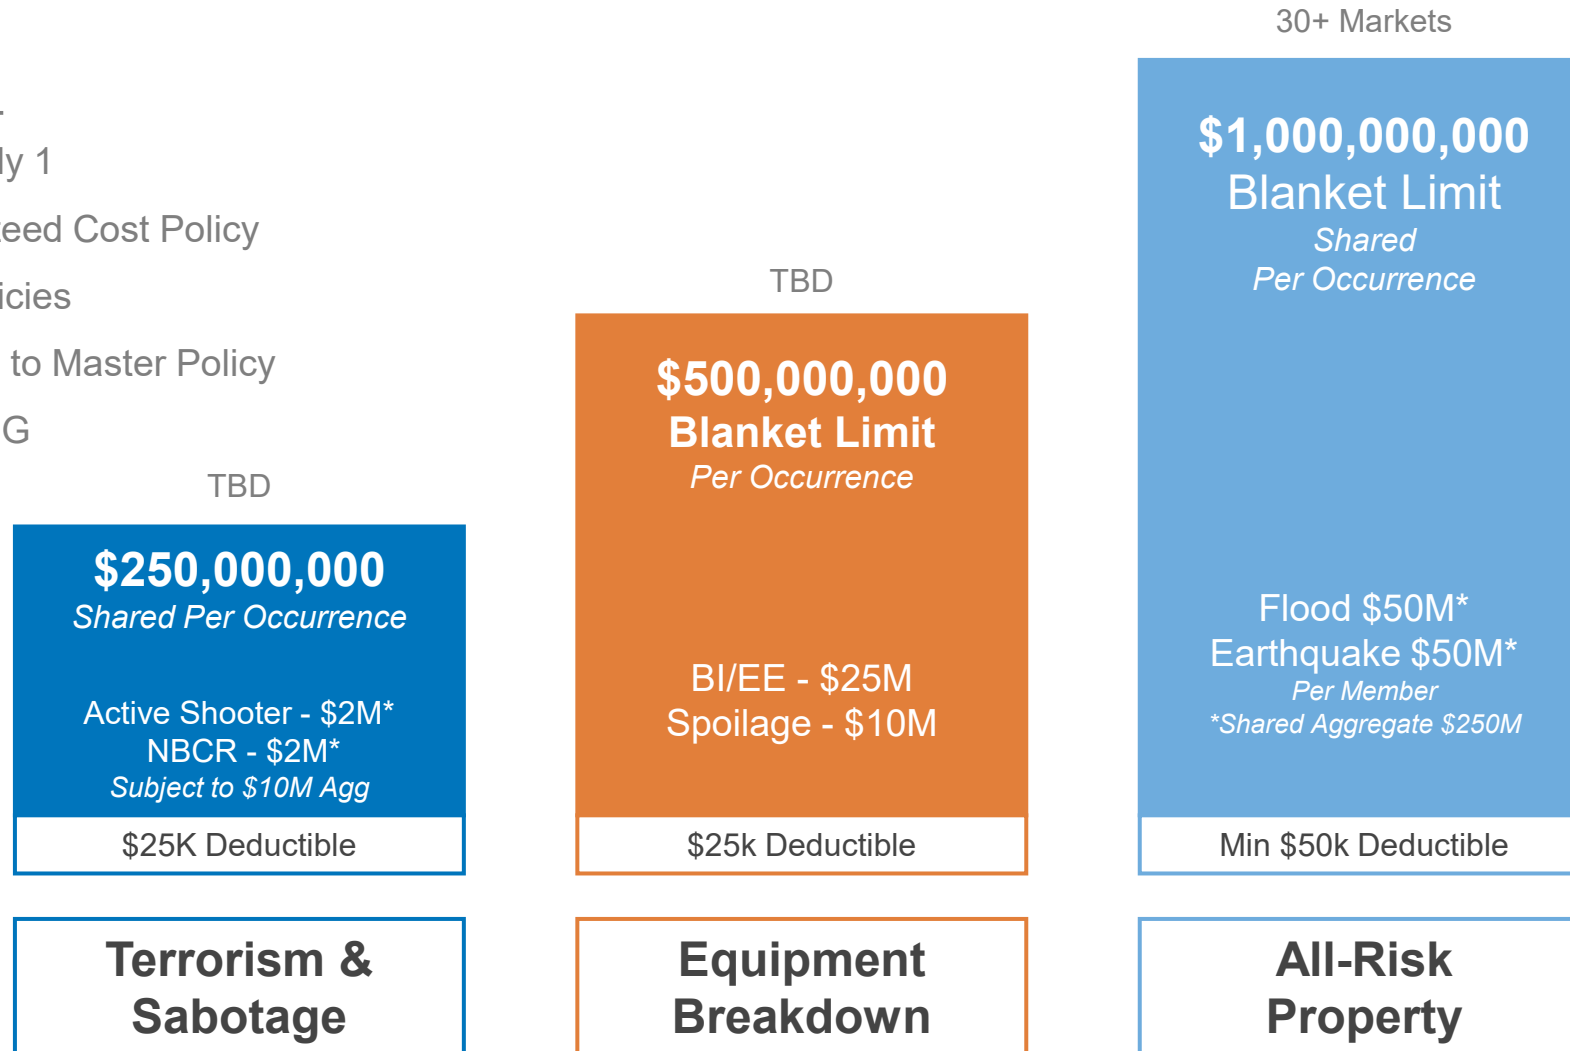 30+ Markets
ly 1
eed Cost Policy
icies
to Master Policy
G
TBD
$250,000,000
Shared Per Occurrence
Active Shooter - $2M*
NBCR - $2M*
Subject to $10M Agg
$25K Deductible
Terrorism &
Sabotage
TBD
$500,000,000
Blanket Limit
Per Occurrence
BI/EE - $25M
Spoilage - $10M
$25k Deductible
Equipment
Breakdown
$1,000,000,000
Blanket Limit
Shared
Per Occurrence
Flood $50M*
Earthquake $50M*
Per Member
*Shared Aggregate $250M
Min $50k Deductible
All-Risk
Property